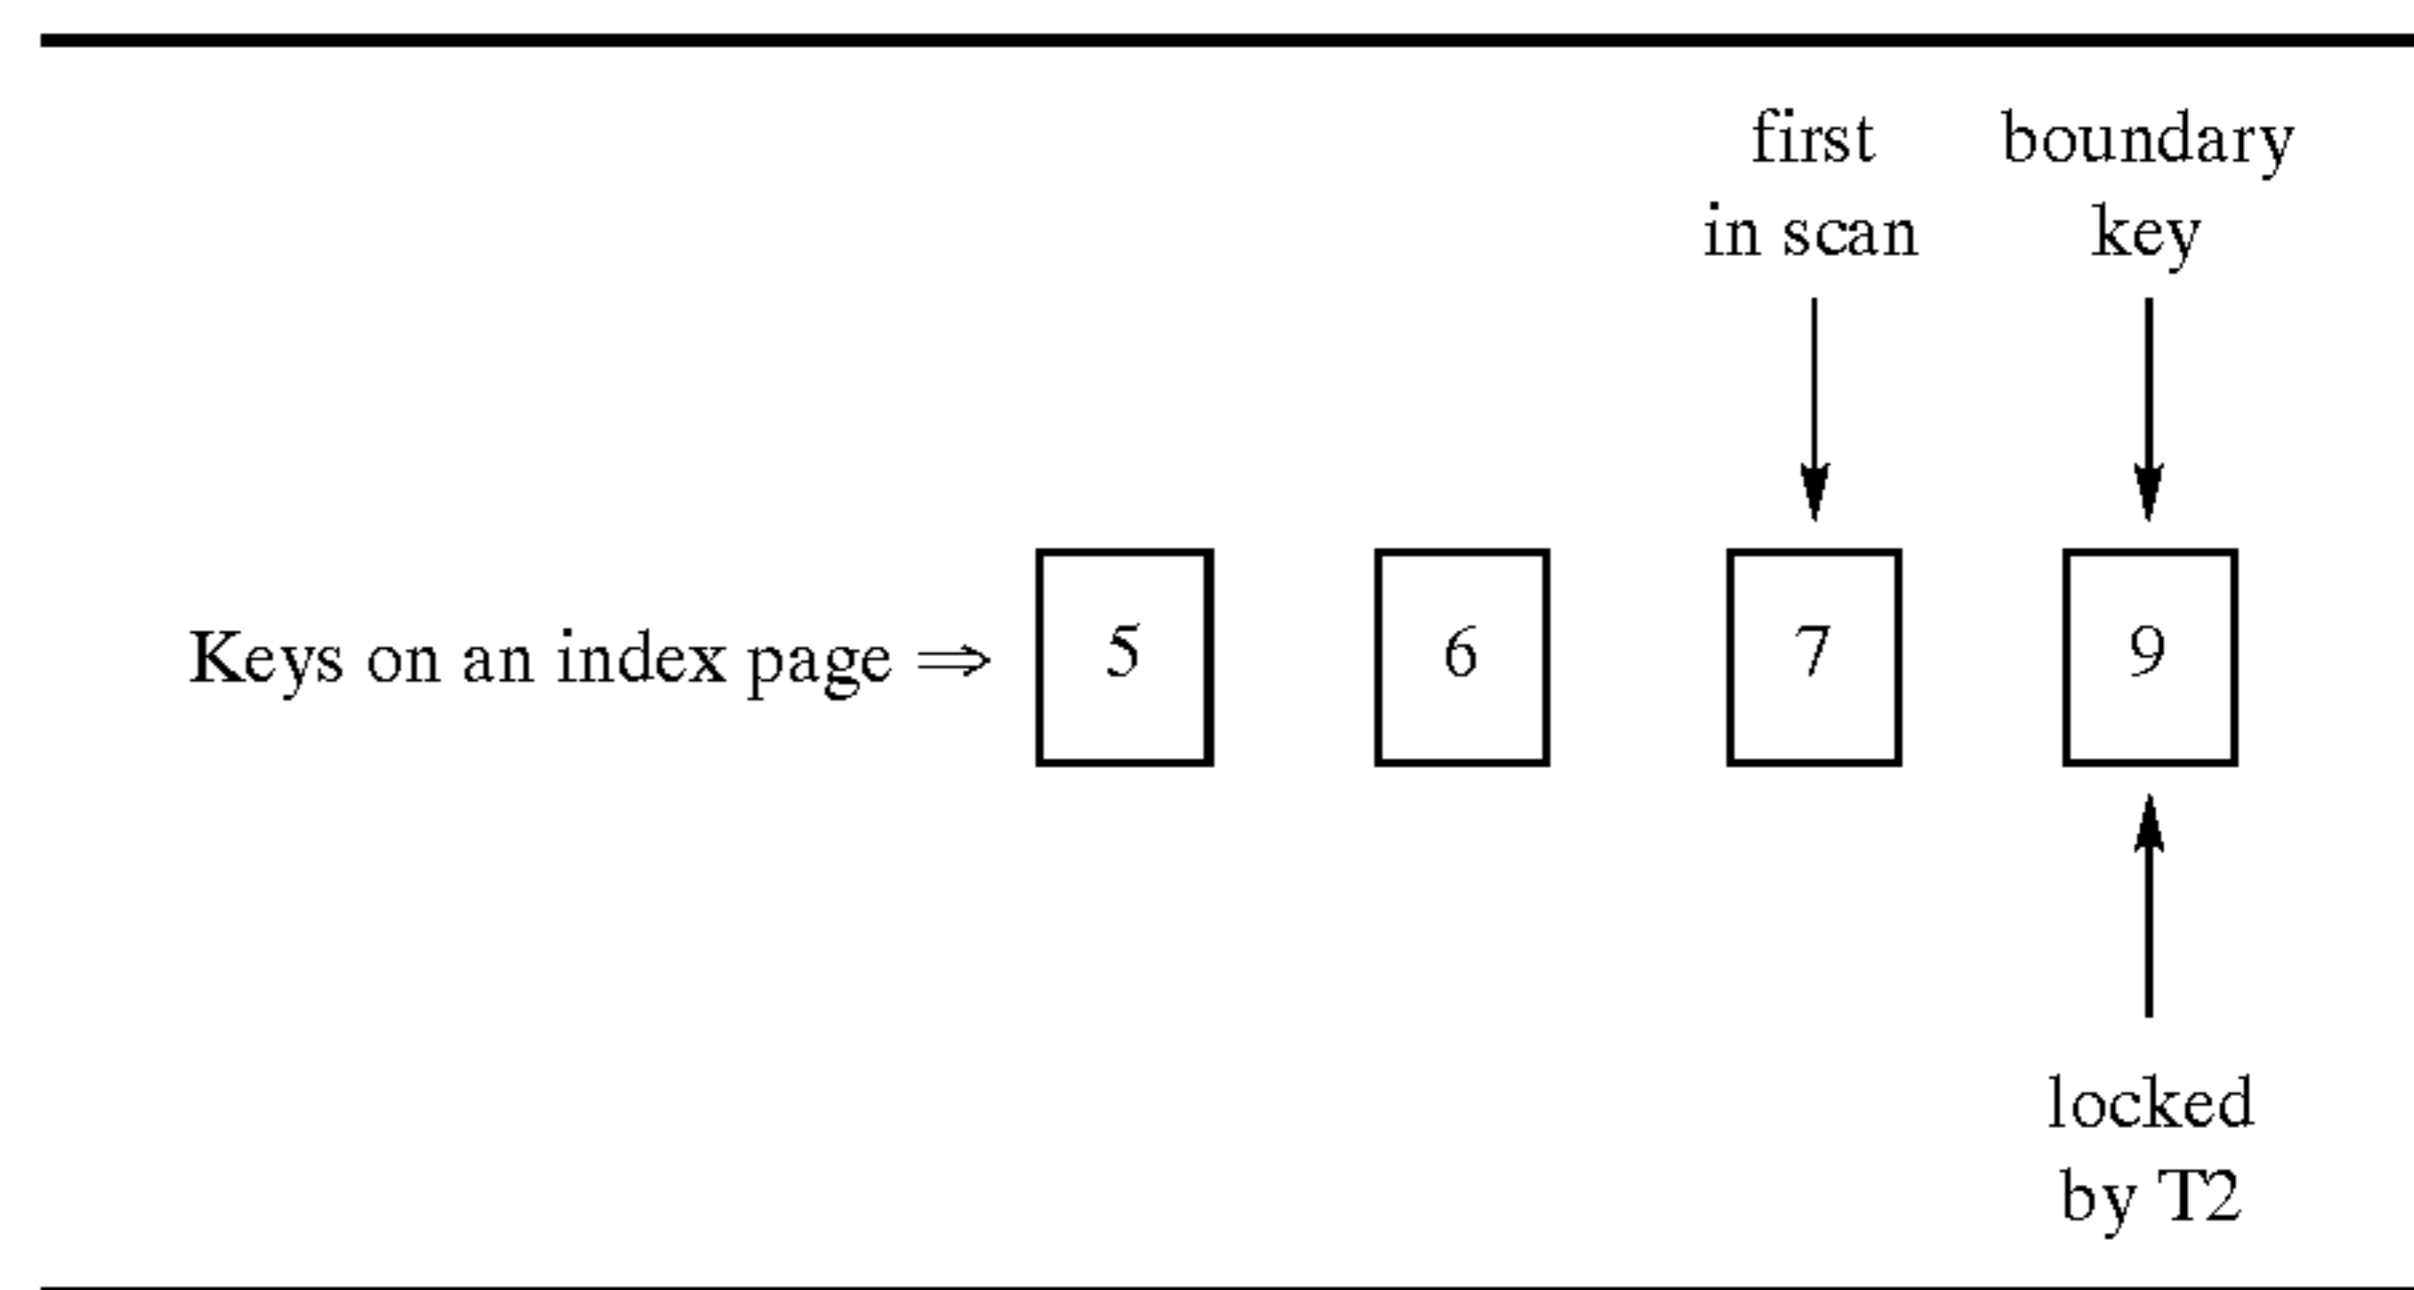 first
in scan
boundary
key
Keys on an index page ⇒ 5 6 7 9
locked
by T2